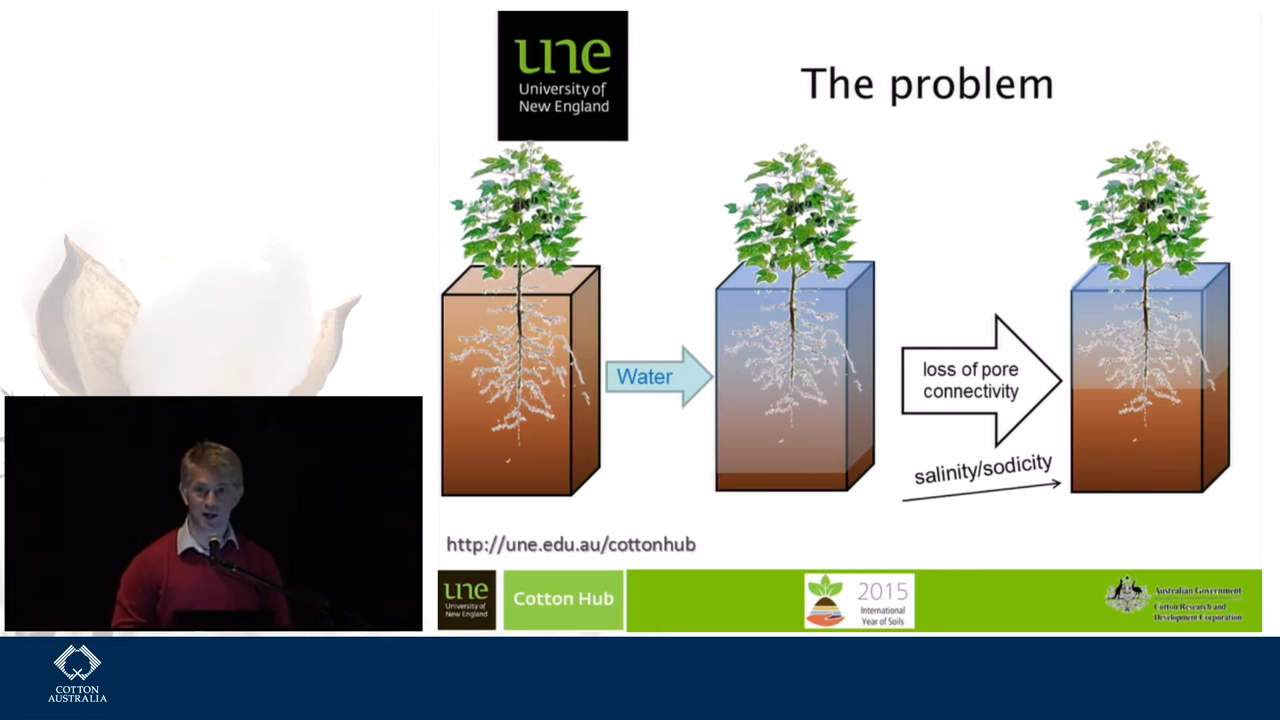 une
University of
New England
The problem
Water
loss of pore
connectivity
salinity/sodicity
http://une.edu.au/cottonhub
une
University of
New England
Cotton Hub
2015
International
Year of Soils
Australian Government
Cotton Research and
Development Corporation
COTTON
AUSTRALIA